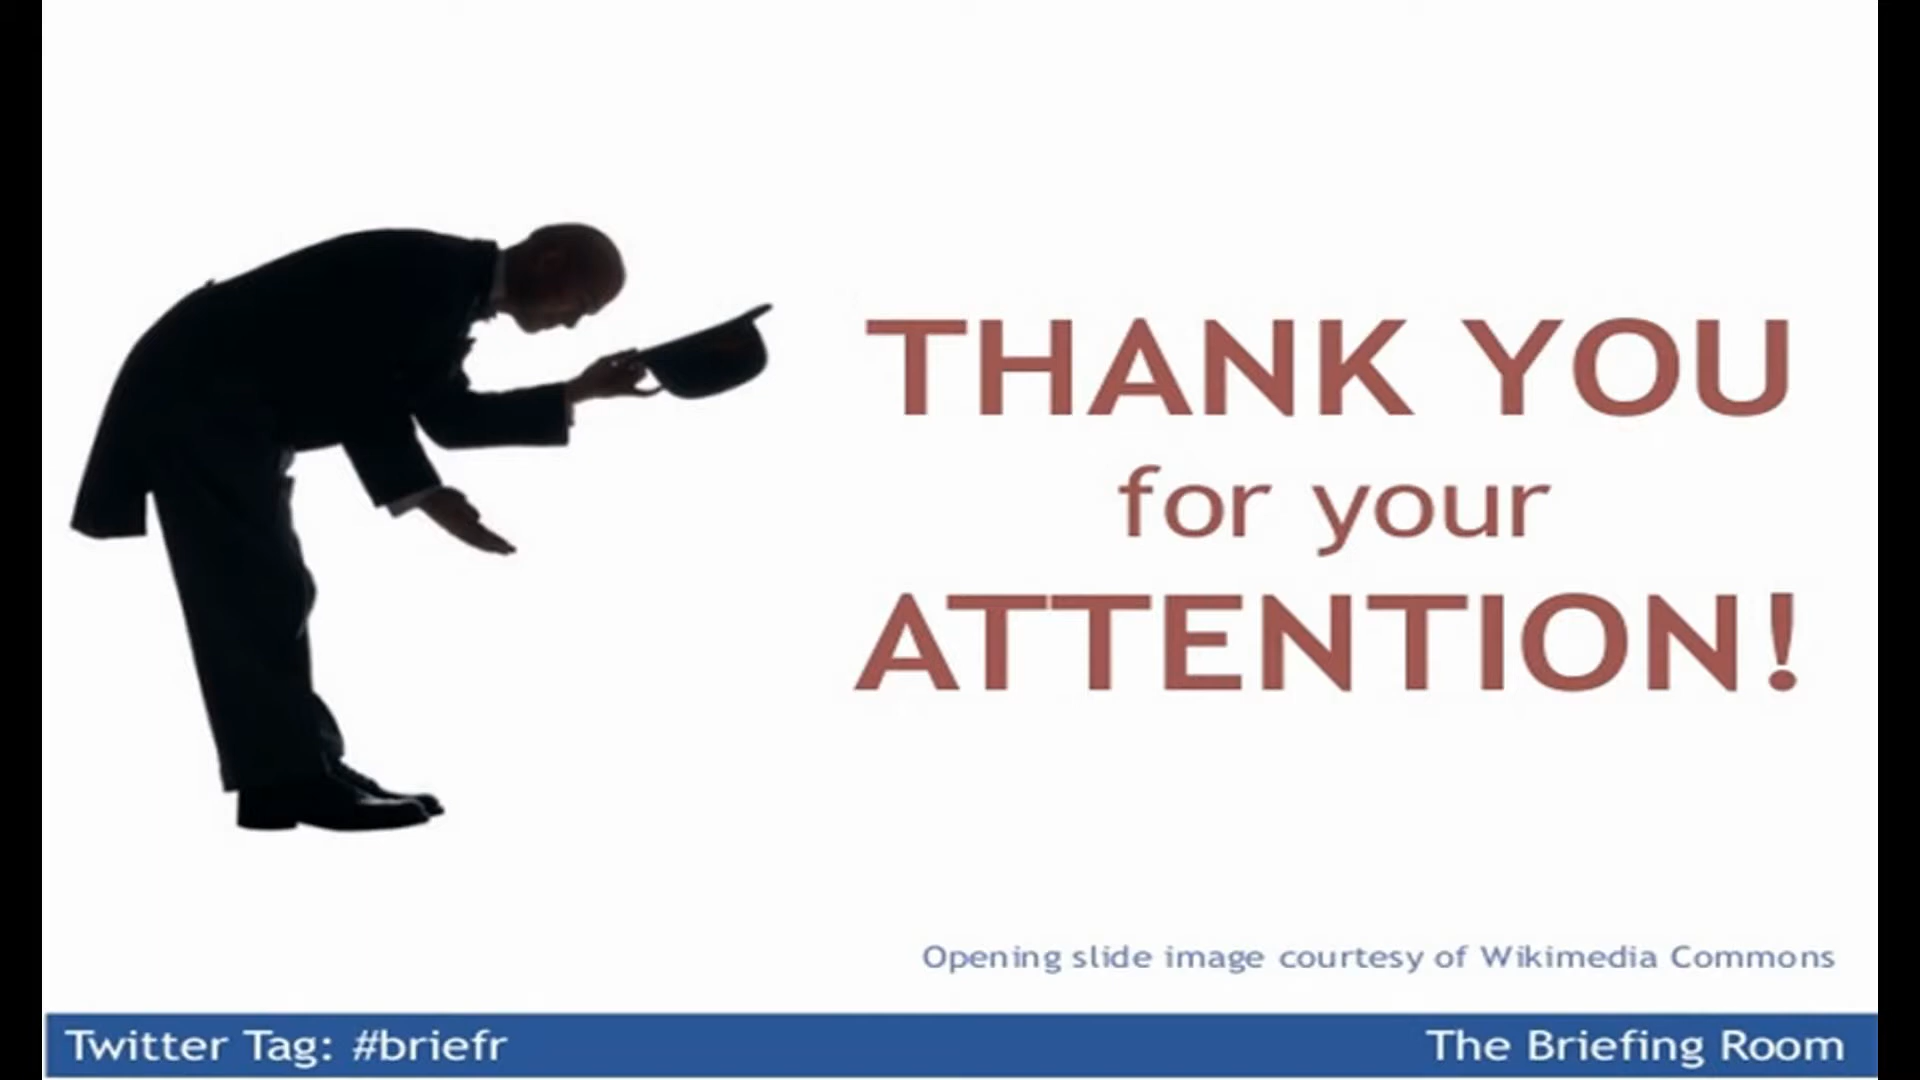 THANK YOU
for your
ATTENTION!
Opening slide image courtesy of Wikimedia Commons
Twitter Tag: #briefr
The Briefing Room